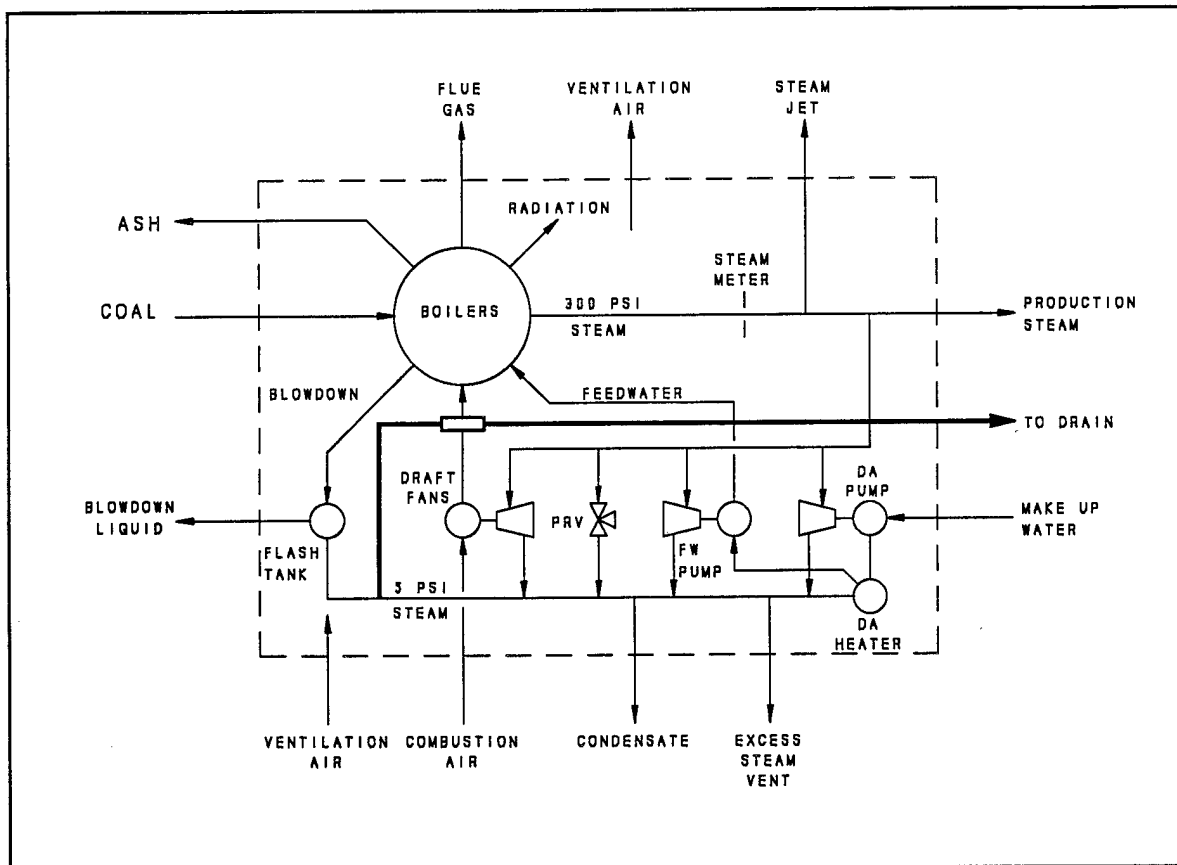 FLUE
GAS
VENTILATION
AIR
STEAM
JET
ASH
RADIATION
STEAM
METER
COAL
BOILERS
300 PSI
STEAM
PRODUCTION
STEAM
BLOWDOWN
FEEDWATER
TO DRAIN
DRAFT
FANS
DA
PUMP
BLOWDOWN
LIQUID
PRV
MAKE UP
WATER
FLASH
TANK
FW
PUMP
3 PSI
STEAM
DA
HEATER
VENTILATION
AIR
COMBUSTION
AIR
CONDENSATE
EXCESS
STEAM
VENT